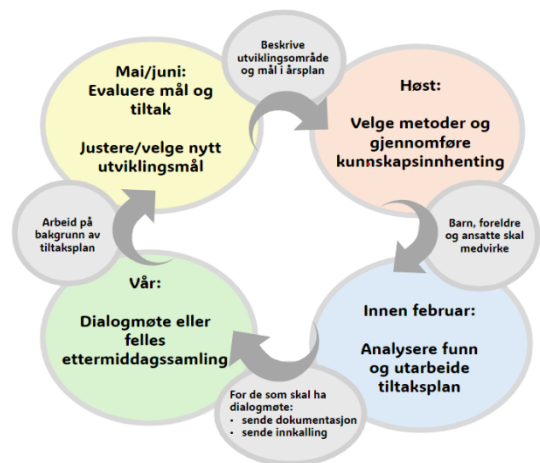 Beskrive
utviklingsområde
og mål i årsplan
Mai/juni:
Evaluere mål og
tiltak
Justere/velge nytt
utviklingsmål
Høst:
Velge metoder og
gjennomføre
kunnskapsinnhenting
Arbeid på
bakgrunn av
tiltaksplan
Barn, foreldre
og ansatte skal
medvirke
Vår:
Dialogmøte eller
felles
ettermiddagssamling
Innen februar:
Analysere funn
og utarbeide
tiltaksplan
For de som skal ha
dialogmøte:
• sende dokumentasjon
• sende innkalling